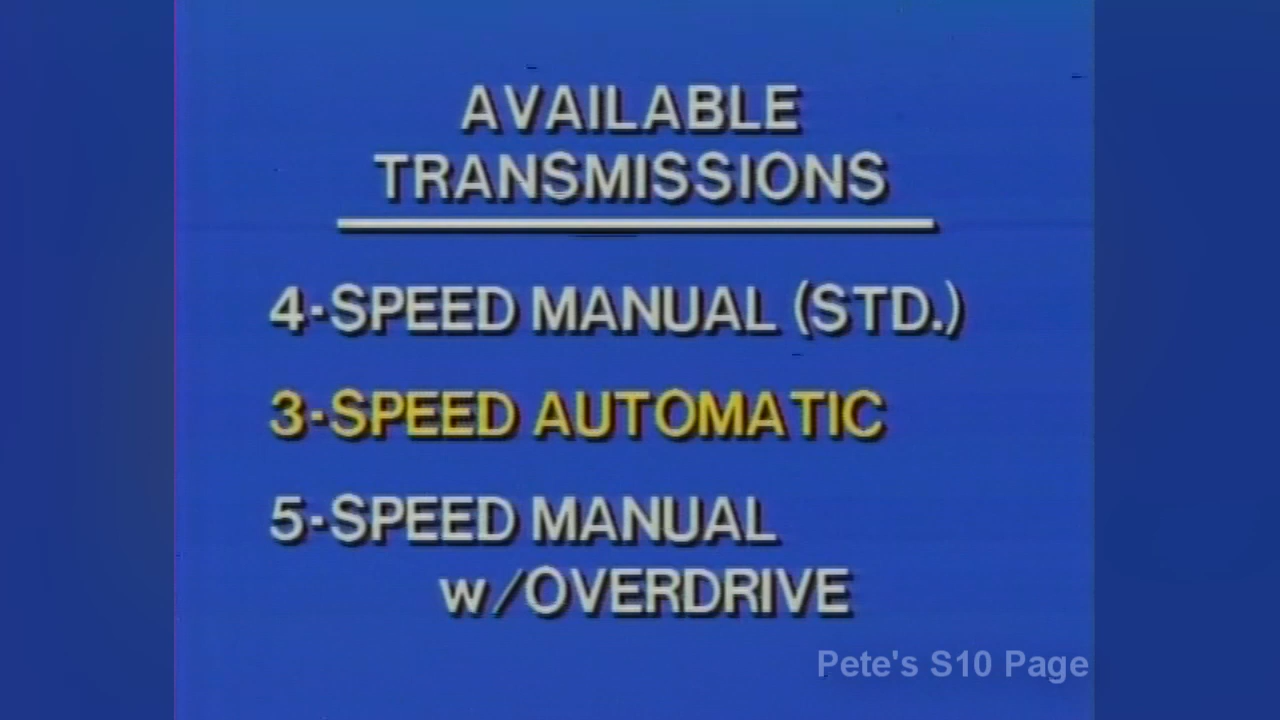 AVAILABLE
TRANSMISSIONS
4-SPEED MANUAL (STD.)
3-SPEED AUTOMATIC
5-SPEED MANUAL
w/OVERDRIVE
Pete's S10 Page